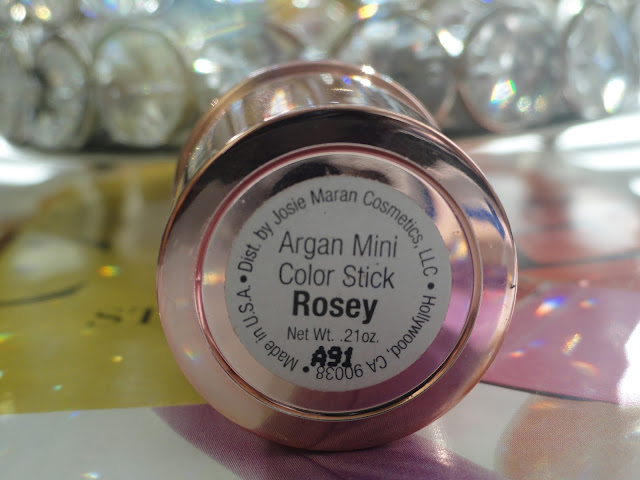 • Dist. by Josie Maran Cosmetics, LLC • Hollywood, CA 90038 • Made in U.S.A.
Argan Mini
Color Stick
Rosey
Net Wt. .21oz.
A91
ST